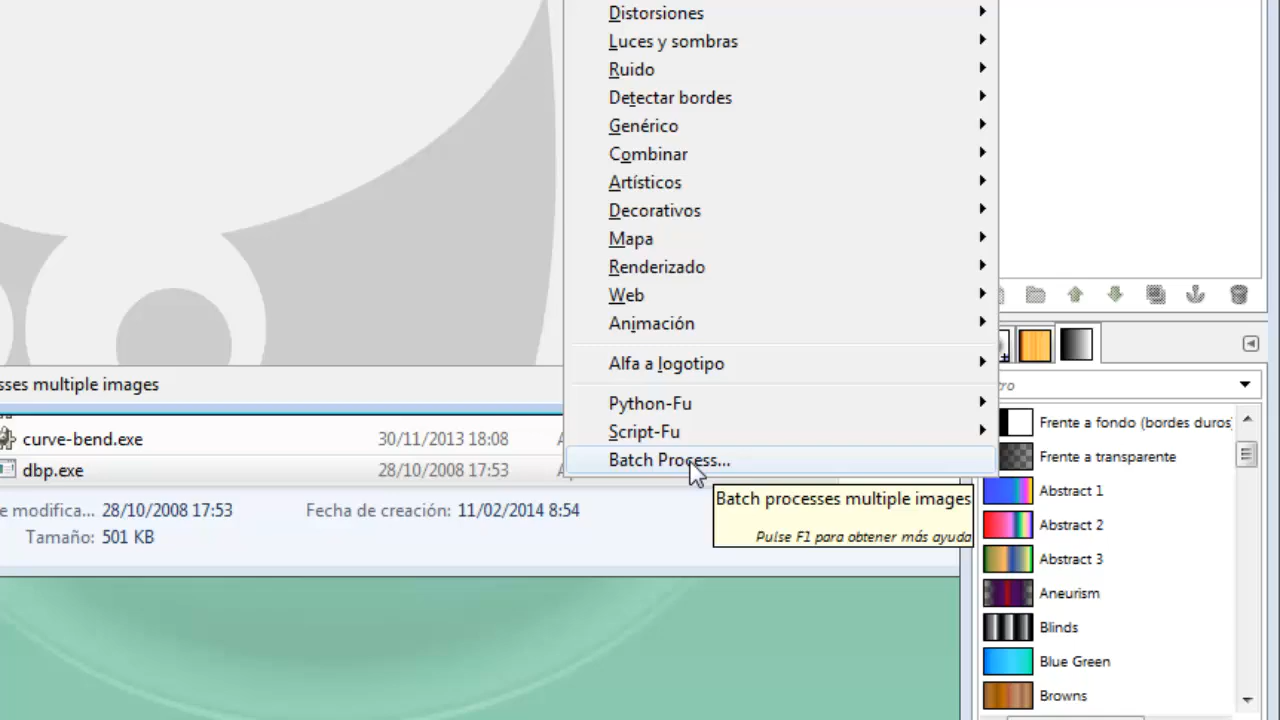 Distorsiones
Luces y sombras
Ruido
Detectar bordes
Genérico
Combinar
Artísticos
Decorativos
Mapa
Renderizado
Web
Animación
Alfa a logotipo
Python-Fu
Script-Fu
Batch Process...
Batch processes multiple images
Pulse F1 para obtener más ayuda
sses multiple images
curve-bend.exe 30/11/2013 18:08
dbp.exe 28/10/2008 17:53
e modifica... 28/10/2008 17:53 Fecha de creación: 11/02/2014 8:54
Tamaño: 501 KB
tro
Frente a fondo (bordes duros)
Frente a transparente
Abstract 1
Abstract 2
Abstract 3
Aneurism
Blinds
Blue Green
Browns